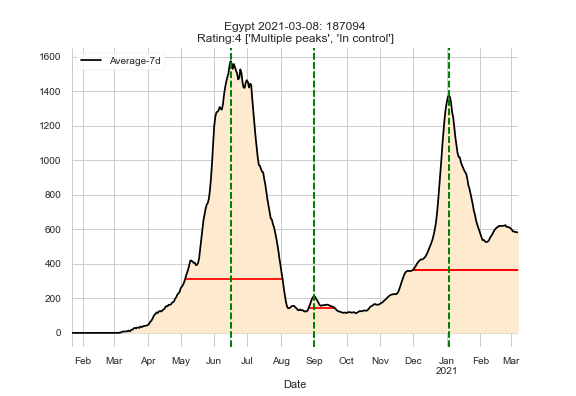 Egypt 2021-03-08: 187094
Rating:4 ['Multiple peaks', 'In control']
Average-7d
1600
1400
1200
1000
800
600
400
200
0
Feb Mar Apr May Jun Jul Aug Sep Oct Nov Dec Jan Feb Mar
2021
Date